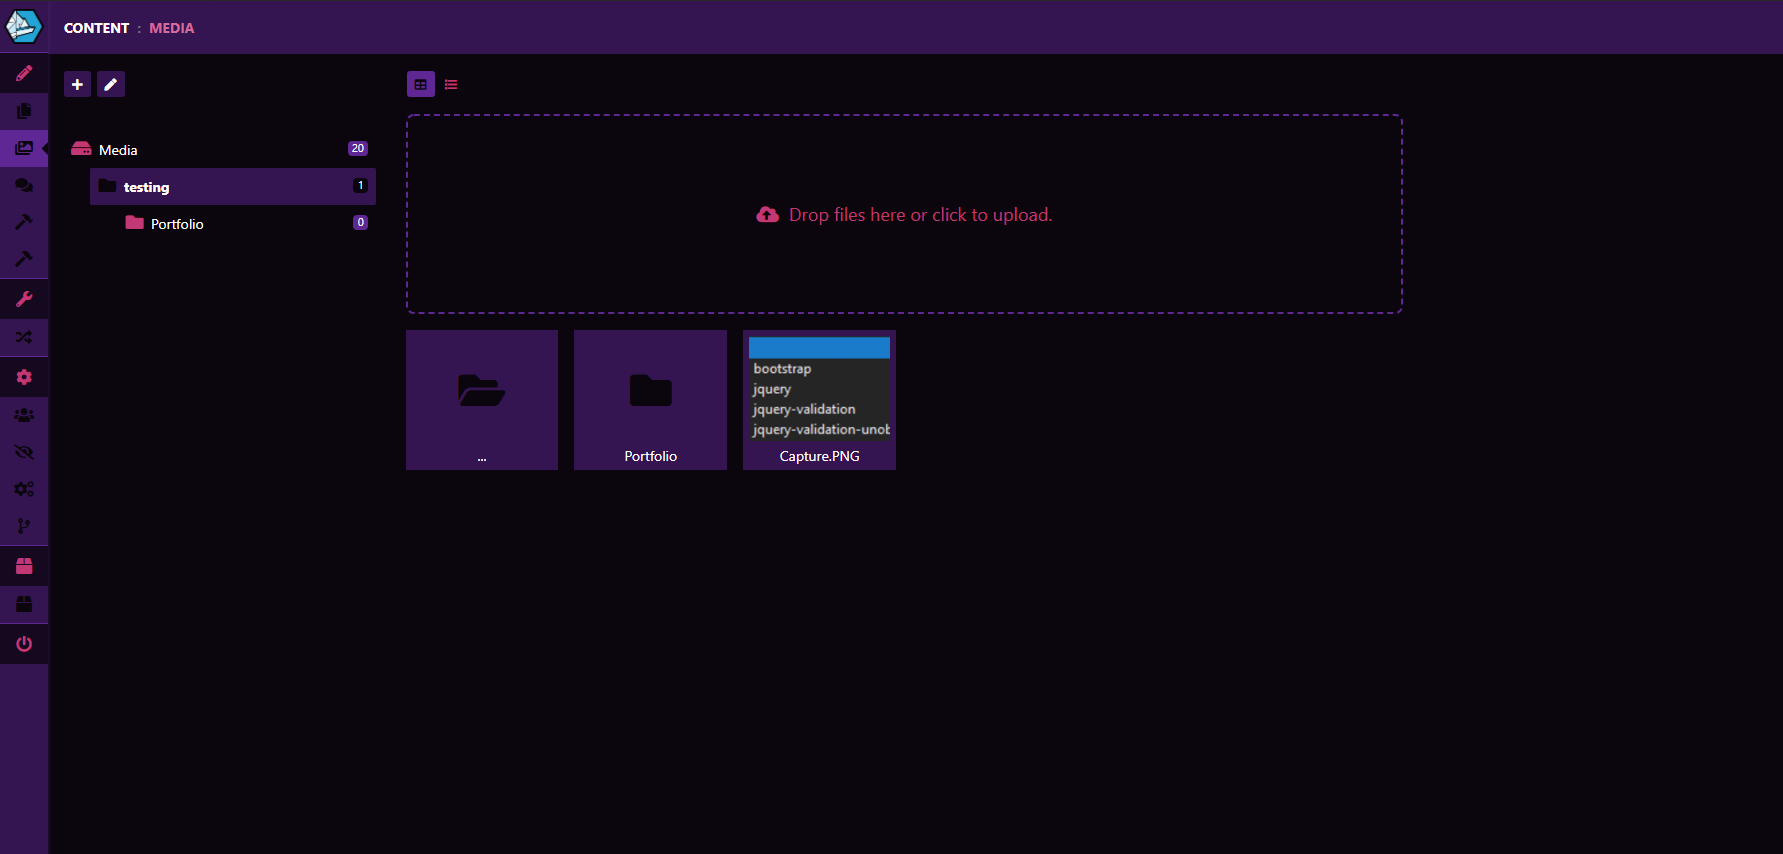 CONTENT : MEDIA
Media 20
testing 1
Portfolio 0
Drop files here or click to upload.
bootstrap
jquery
jquery-validation
jquery-validation-unob
...
Portfolio
Capture.PNG